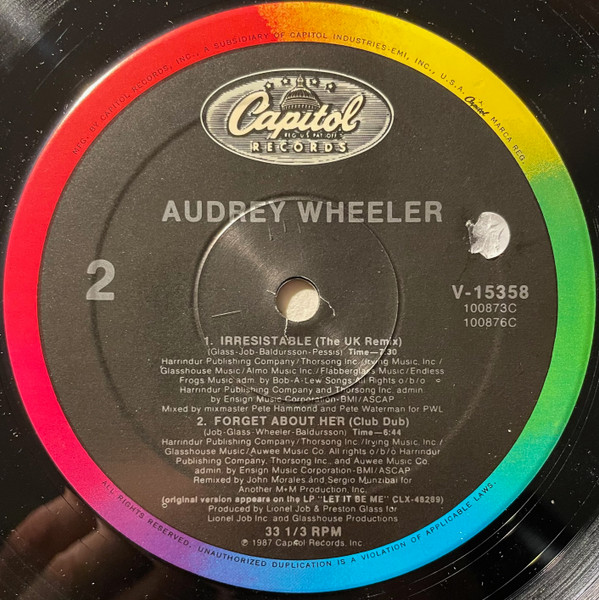 MFG. BY CAPITOL RECORDS, INC., A SUBSIDIARY OF CAPITOL INDUSTRIES-EMI, INC., U.S.A. Capitol MARCA REG.
Capitol
REG. U.S. PAT. OFF.
RECORDS
AUDREY WHEELER
2
V-15358
100873C
100876C
1. IRRESISTABLE (The UK Remix)
(Glass-Job-Baldursson-Pessis) Time—7:30
Harrindur Publishing Company/Thorsong Inc./Irving Music, Inc./
Glasshouse Music/Almo Music Inc./Flabberglass Music/Endless
Frogs Music adm. by Bob-A-Lew Songs. All Rights o/b/o
Harrindur Publishing Company and Thorsong Inc. admin.
by Ensign Music Corporation-BMI/ASCAP
Mixed by mixmaster Pete Hammond and Pete Waterman for PWL
2. FORGET ABOUT HER (Club Dub)
(Job-Glass-Wheeler-Baldursson) Time—6:44
Harrindur Publishing Company/Thorsong Inc./Irving Music, Inc./
Glasshouse Music/Auwee Music Co. All rights o/b/o Harrindur
Publishing Company, Thorsong Inc., and Auwee Music Co.
admin. by Ensign Music Corporation-BMI/ASCAP
Remixed by John Morales and Sergio Munzibai for
Another M+M Production, Inc.
(original version appears on the LP "LET IT BE ME" CLX-48269)
Produced by Lionel Job & Preston Glass for
Lionel Job Inc. and Glasshouse Productions
33 1/3 RPM
℗ 1987 Capitol Records, Inc.
ALL RIGHTS RESERVED. UNAUTHORIZED DUPLICATION IS A VIOLATION OF APPLICABLE LAWS.